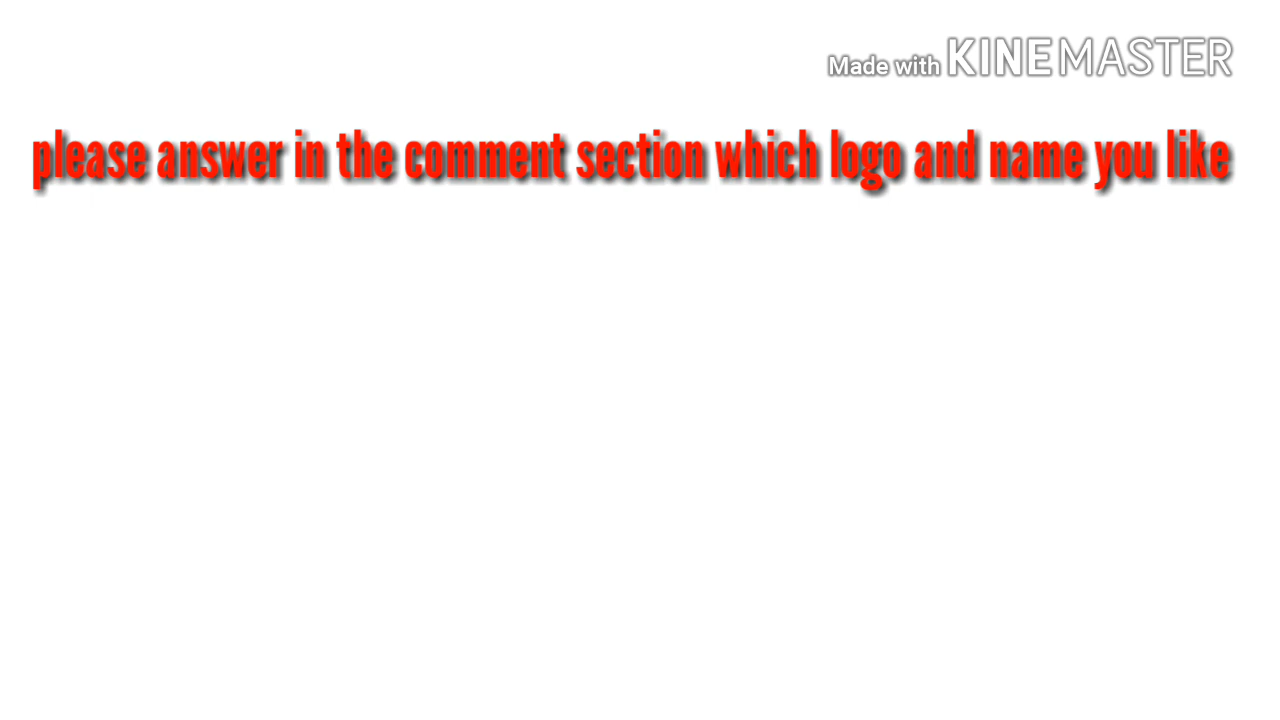 Made with KINEMASTER
please answer in the comment section which logo and name you like